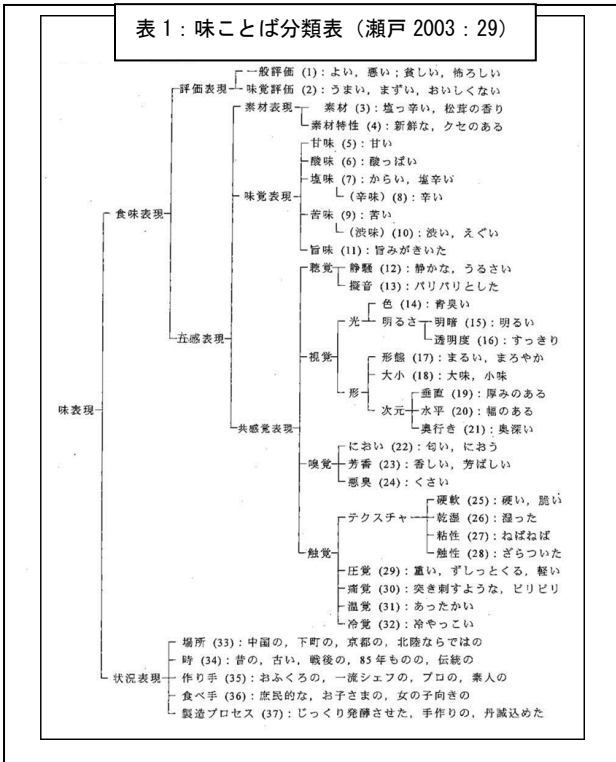 表１：味ことば分類表（瀬戸 2003：29）
一般評価 (1)：よい，悪い；貧しい，怖ろしい
評価表現
味覚評価 (2)：うまい，まずい，おいしくない
素材表現
素材 (3)：塩っ辛い，松茸の香り
素材特性 (4)：新鮮な，クセのある
甘味 (5)：甘い
酸味 (6)：酸っぱい
塩味 (7)：からい，塩辛い
味覚表現
（辛味）(8)：辛い
食味表現
苦味 (9)：苦い
（渋味）(10)：渋い，えぐい
旨味 (11)：旨みがきいた
聴覚
静騒 (12)：静かな，うるさい
擬音 (13)：パリパリとした
色 (14)：青臭い
光
明るさ
明暗 (15)：明るい
五感表現
透明度 (16)：すっきり
視覚
形態 (17)：まるい，まろやか
大小 (18)：大味，小味
形
垂直 (19)：厚みのある
味表現
次元
水平 (20)：幅のある
共感覚表現
奥行き (21)：奥深い
におい (22)：匂い，におう
嗅覚
芳香 (23)：香しい，芳ばしい
悪臭 (24)：くさい
硬軟 (25)：硬い，脆い
テクスチャ
乾湿 (26)：湿った
粘性 (27)：ねばねば
触覚
触性 (28)：ざらついた
圧覚 (29)：重い，ずしっとくる，軽い
痛覚 (30)：突き刺すような，ピリピリ
温覚 (31)：あったかい
冷覚 (32)：冷やっこい
場所 (33)：中国の，下町の，京都の，北陸ならではの
時 (34)：昔の，古い，戦後の，85年ものの，伝統の
状況表現
作り手 (35)：おふくろの，一流シェフの，プロの，素人の
食べ手 (36)：庶民的な，お子さまの，女の子向きの
製造プロセス (37)：じっくり発酵させた，手作りの，丹誠込めた